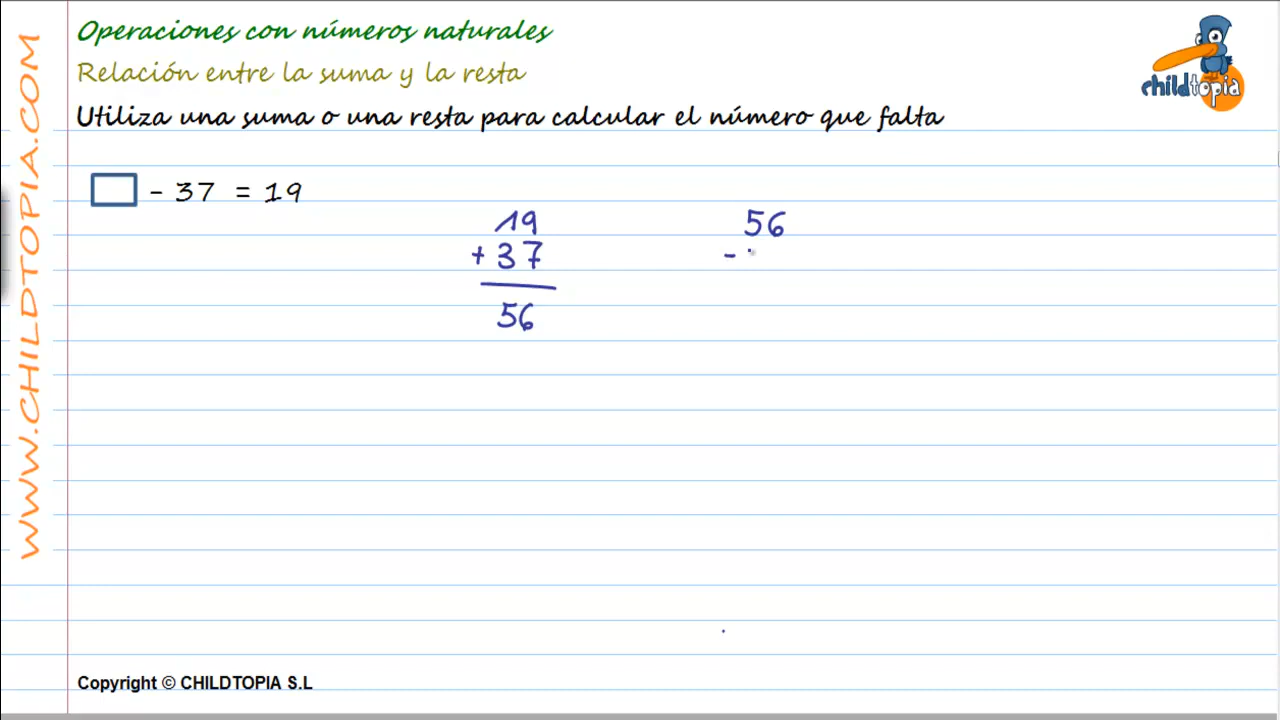 Operaciones con números naturales
Relación entre la suma y la resta
Utiliza una suma o una resta para calcular el número que falta
childtopia
WWW.CHILDTOPIA.COM
- 37 = 19
19
+ 37
56
56
-
Copyright © CHILDTOPIA S.L